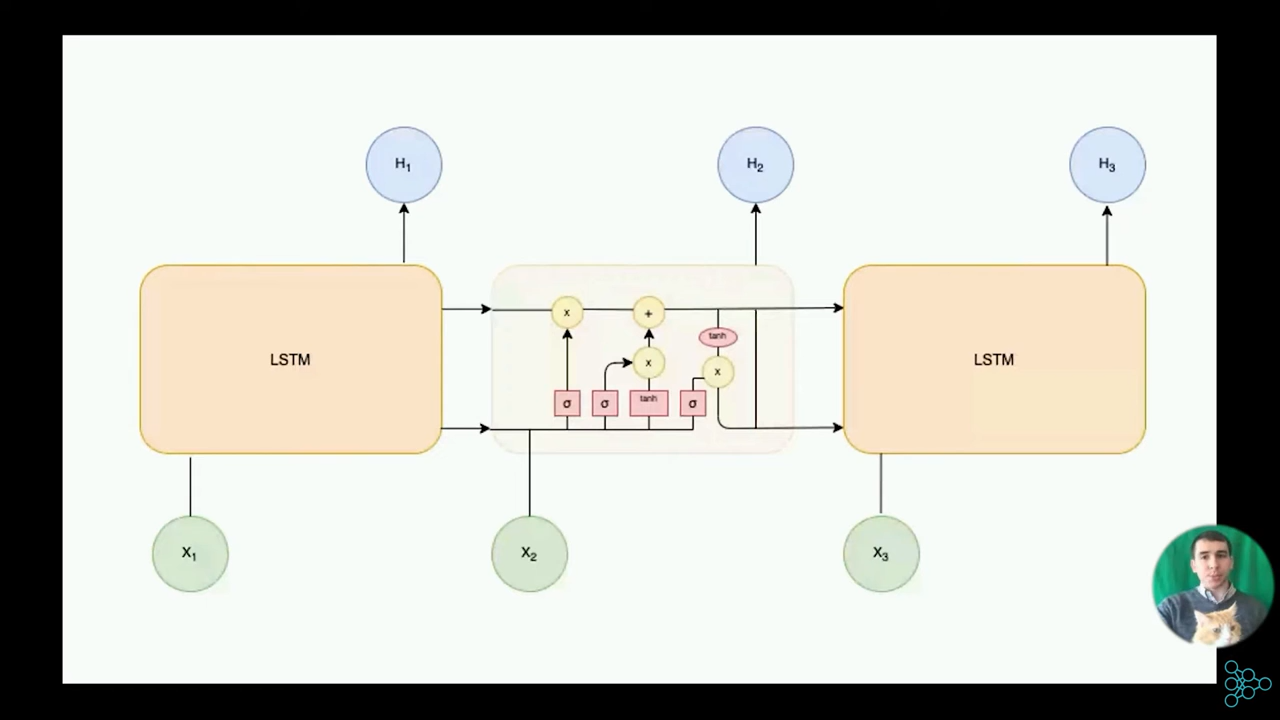 H₁
H₂
H₃
LSTM
x
+
tanh
x
x
σ
σ
tanh
σ
LSTM
X₁
X₂
X₃